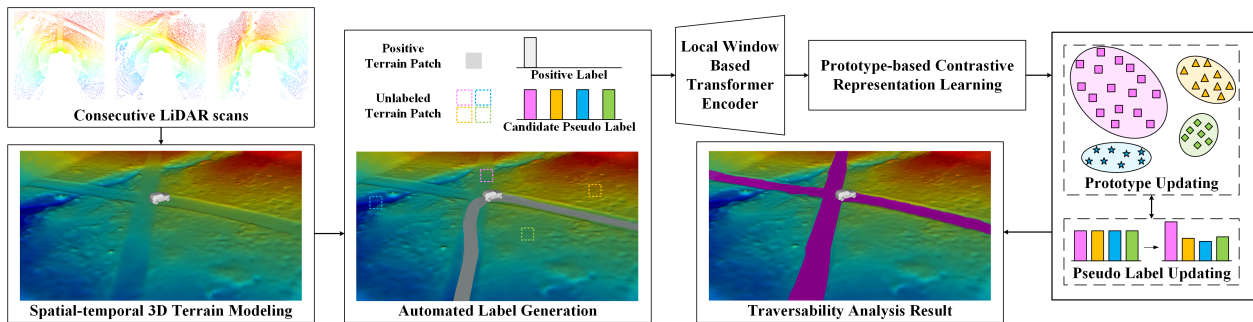 Consecutive LiDAR scans
Spatial-temporal 3D Terrain Modeling
Positive
Terrain Patch
Positive Label
Unlabeled
Terrain Patch
Candidate Pseudo Label
Automated Label Generation
Local Window
Based
Transformer
Encoder
Prototype-based Contrastive
Representation Learning
Prototype Updating
Pseudo Label Updating
Traversability Analysis Result